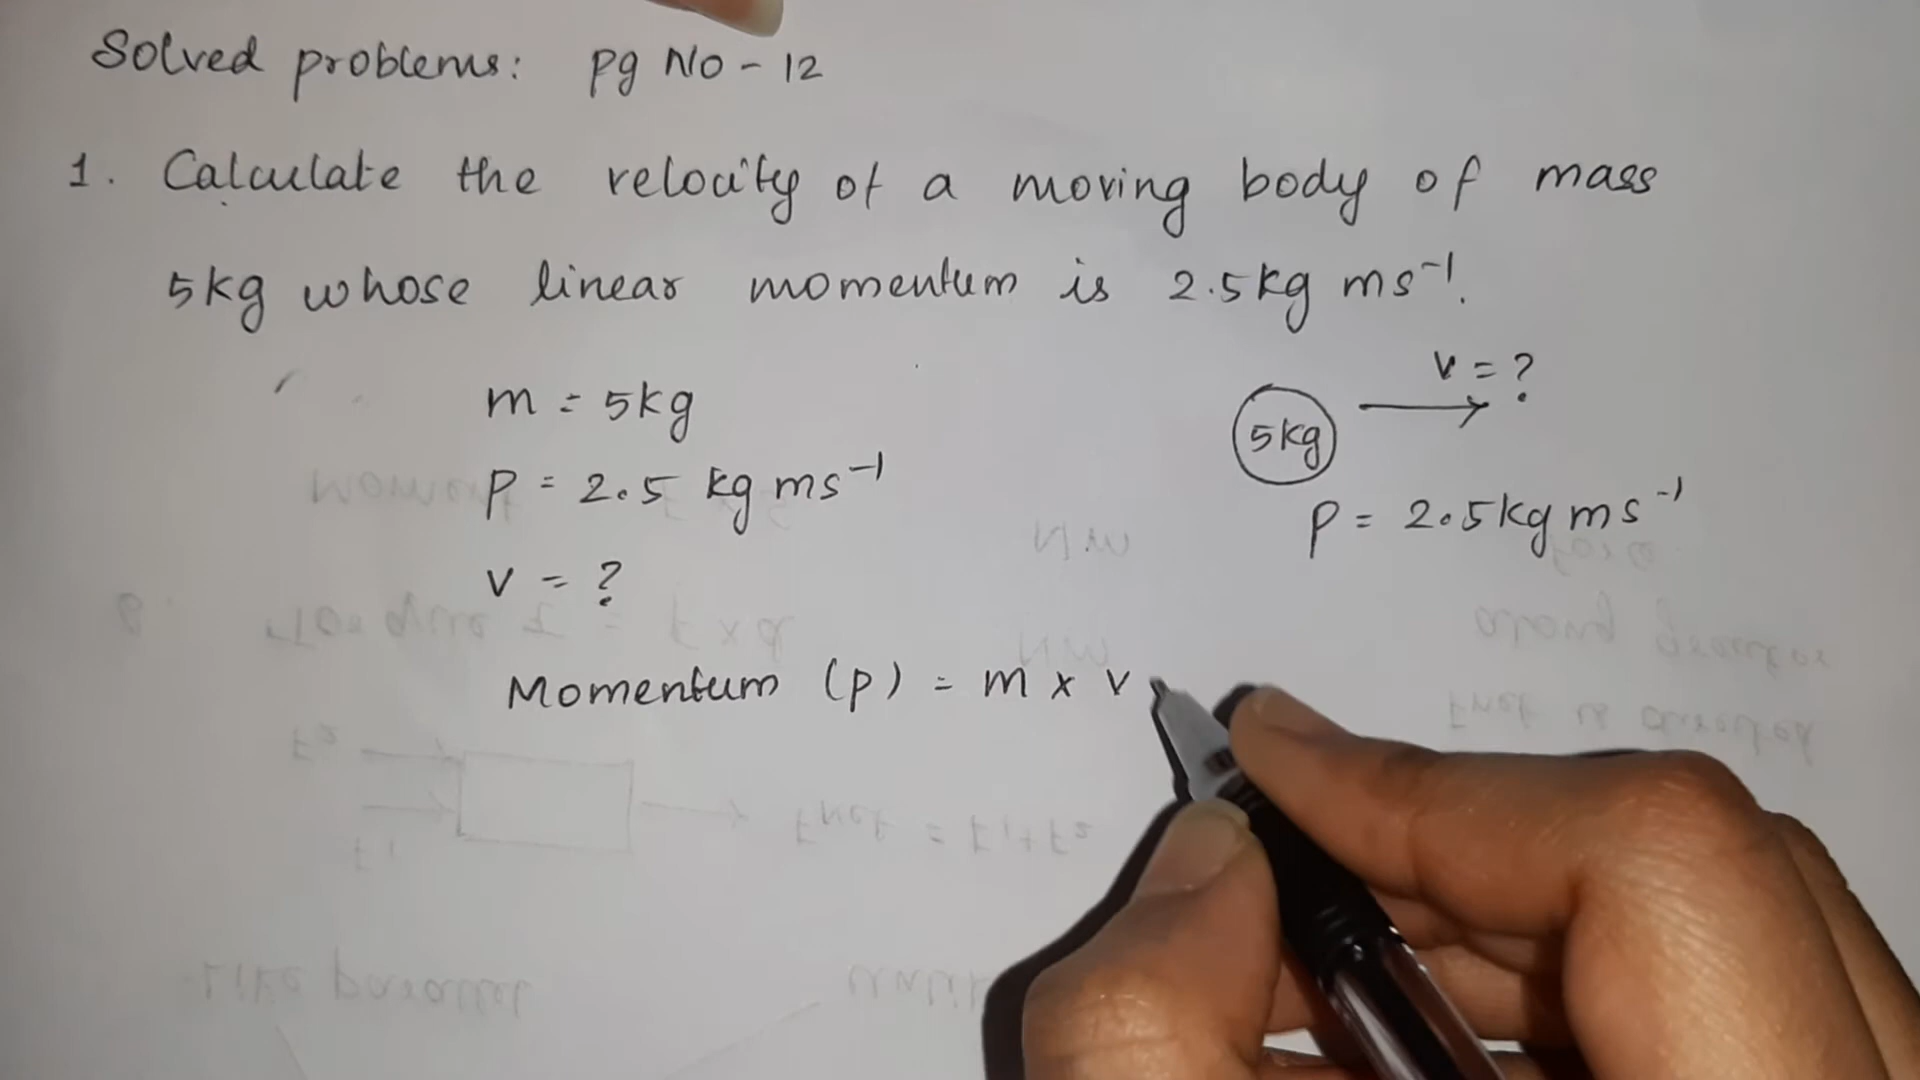 Solved problems: pg No - 12
1. Calculate the velocity of a moving body of mass
5kg whose linear momentum is 2.5kg ms⁻¹.
m = 5kg
p = 2.5 kg ms⁻¹
v = ?
v = ?
5kg
p = 2.5kg ms⁻¹
Momentum (p) = m x v